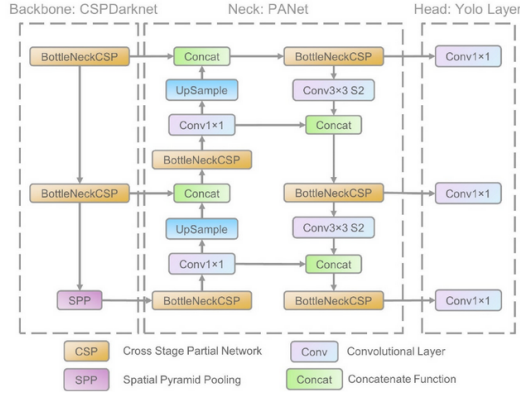 Backbone: CSPDarknet Neck: PANet Head: Yolo Layer
BottleNeckCSP Concat BottleNeckCSP Conv1×1
UpSample Conv3×3 S2
Conv1×1 Concat
BottleNeckCSP
BottleNeckCSP Concat BottleNeckCSP Conv1×1
UpSample Conv3×3 S2
Conv1×1 Concat
SPP BottleNeckCSP BottleNeckCSP Conv1×1
CSP Cross Stage Partial Network Conv Convolutional Layer
SPP Spatial Pyramid Pooling Concat Concatenate Function